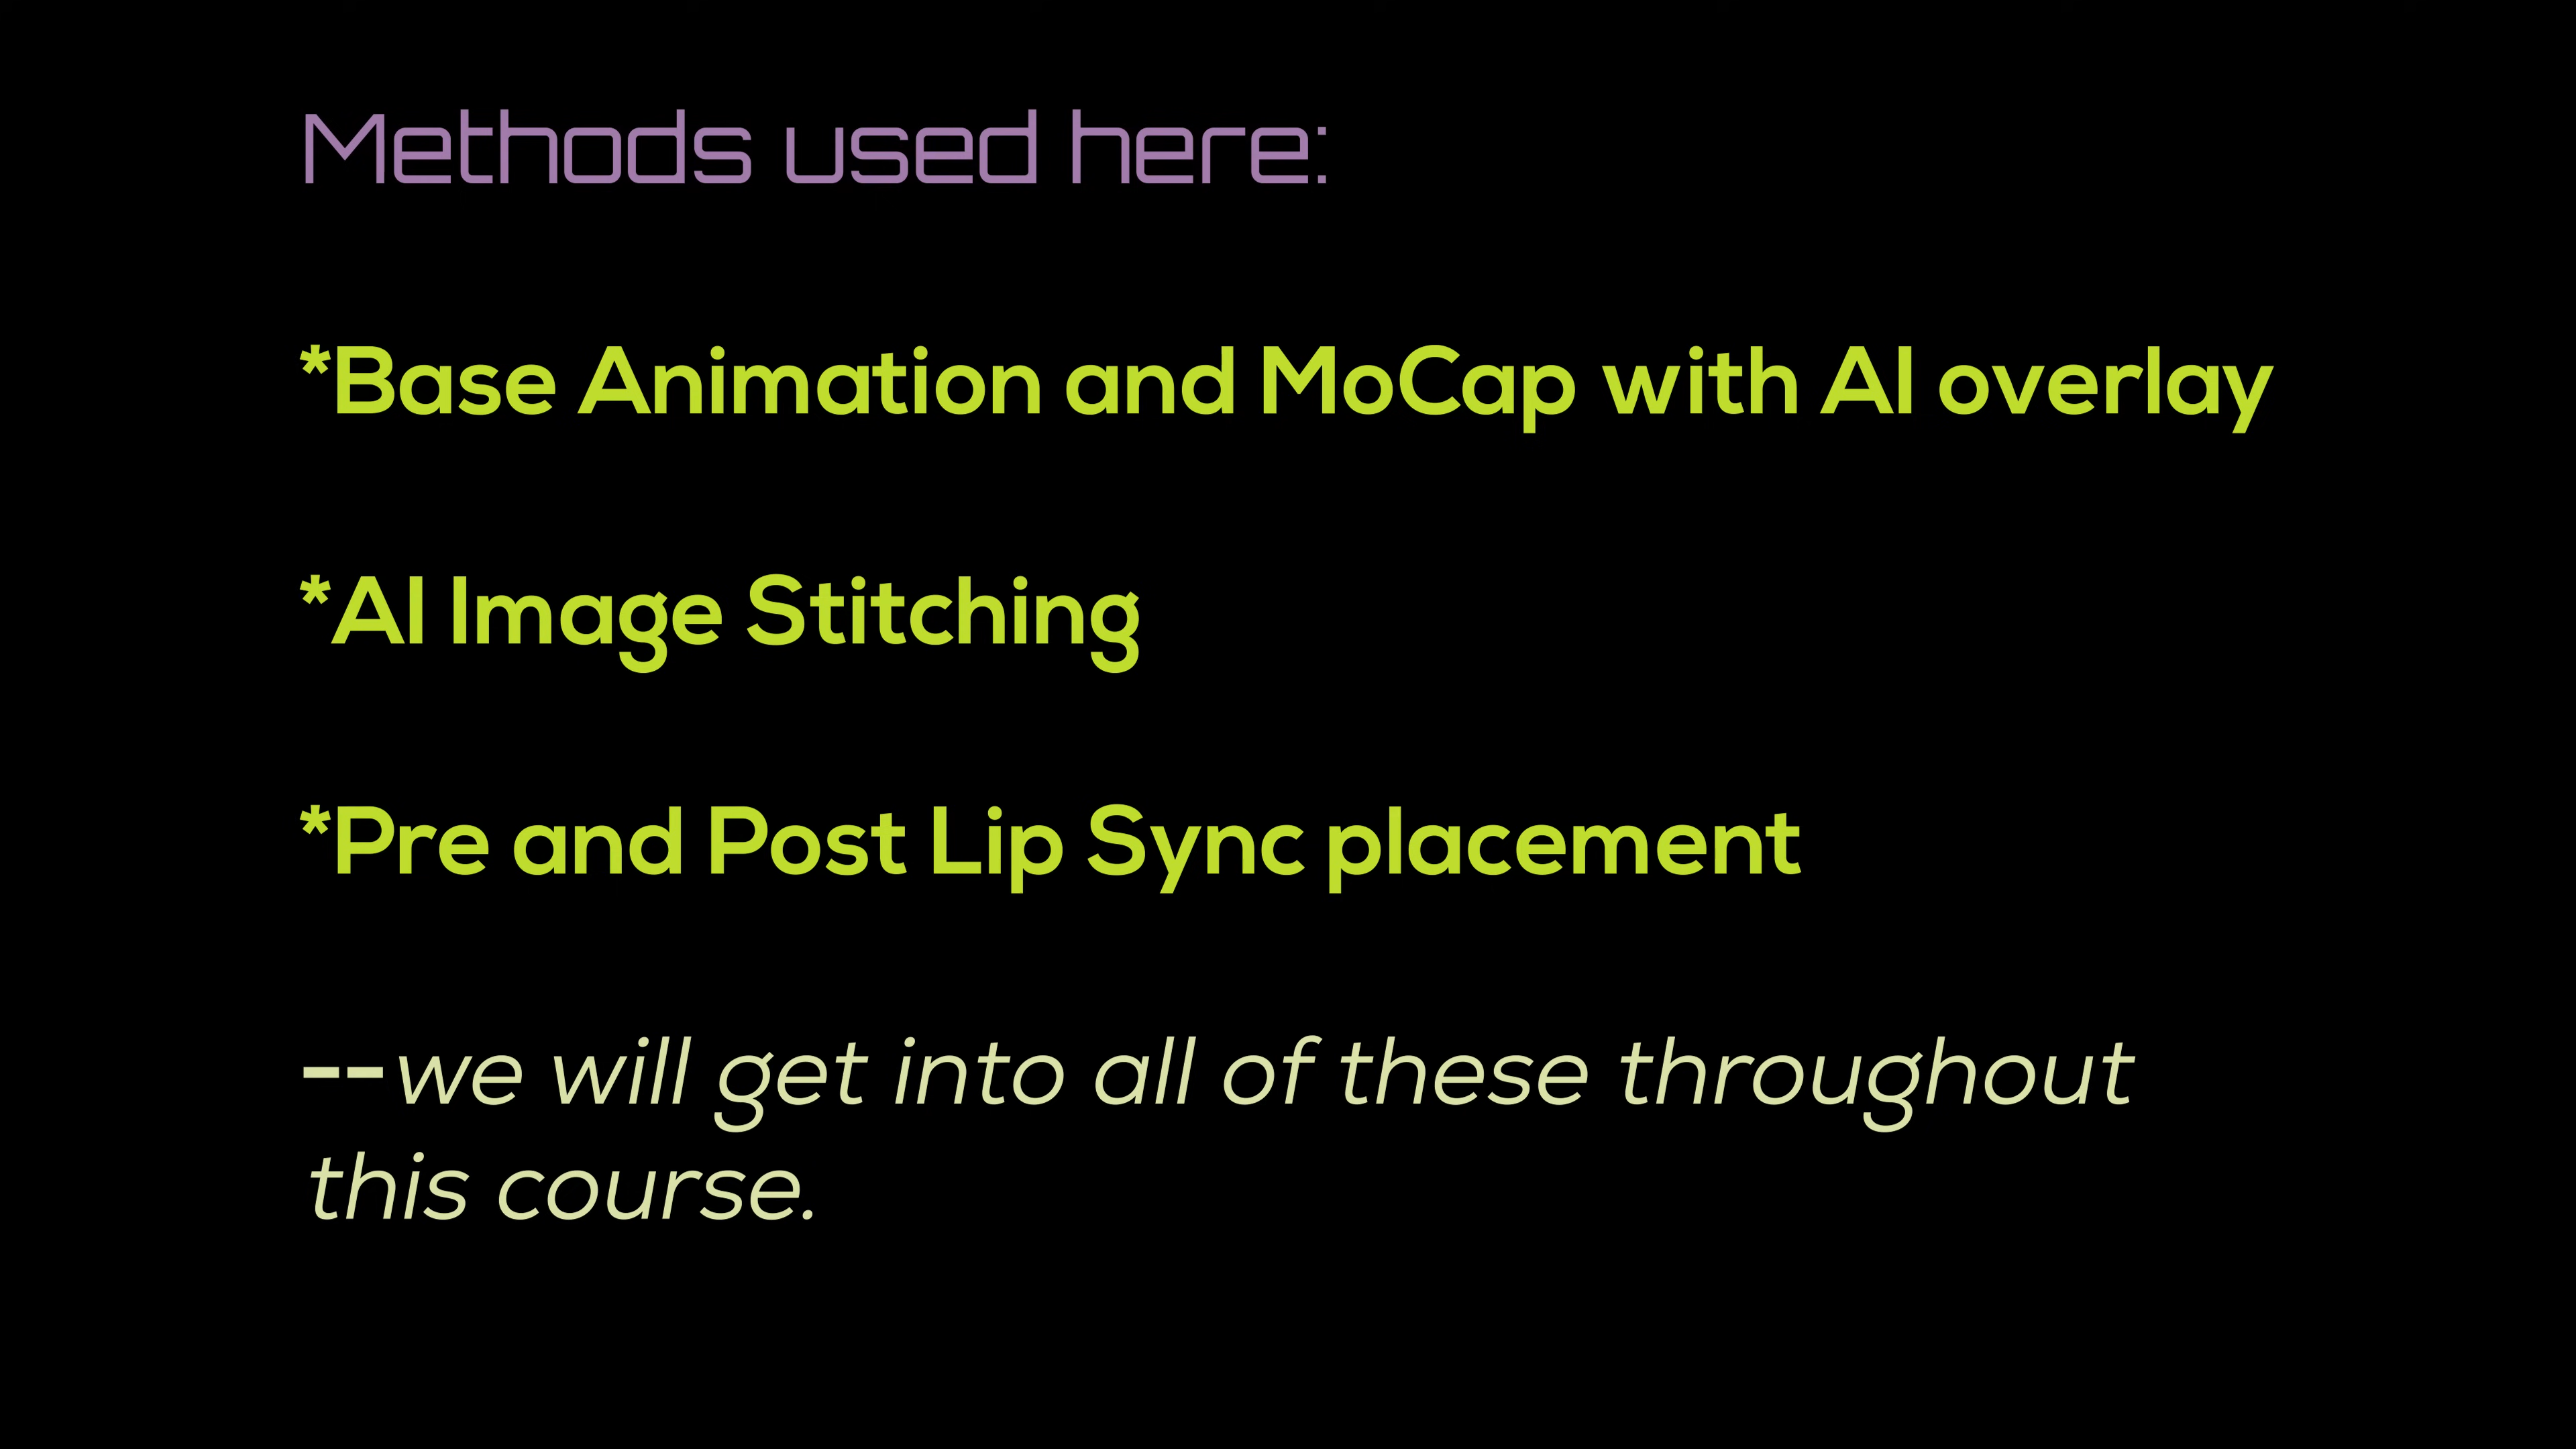 Methods used here:
*Base Animation and MoCap with AI overlay
*AI Image Stitching
*Pre and Post Lip Sync placement
--we will get into all of these throughout
this course.